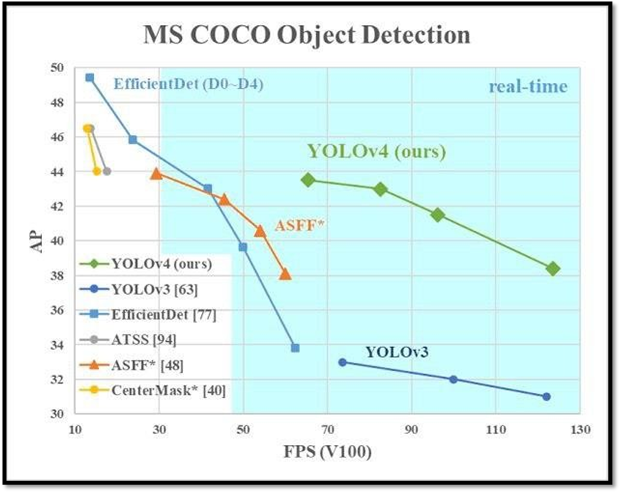 MS COCO Object Detection
50
48
46
44
42
40
38
36
34
32
30
AP
EfficientDet (D0~D4)
real-time
YOLOv4 (ours)
ASFF*
YOLOv3
YOLOv4 (ours)
YOLOv3 [63]
EfficientDet [77]
ATSS [94]
ASFF* [48]
CenterMask* [40]
10 30 50 70 90 110 130
FPS (V100)